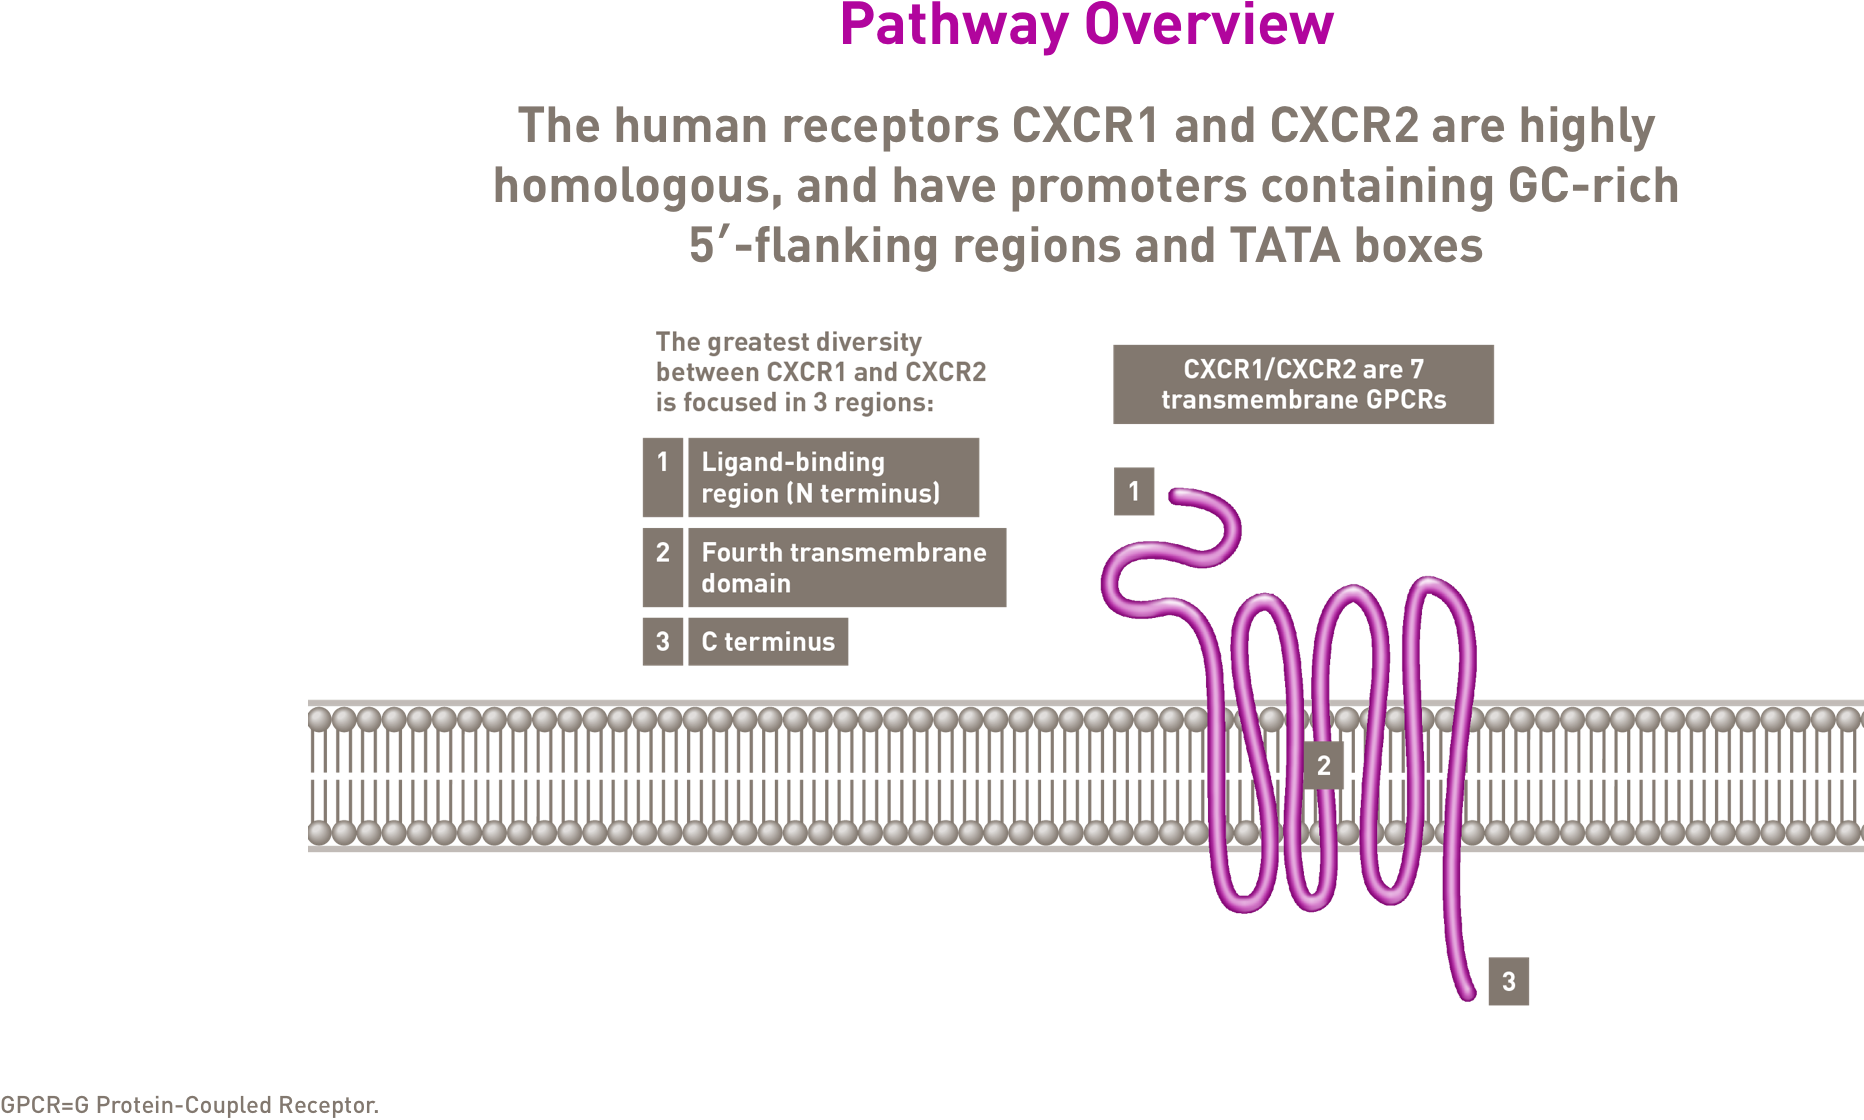 Pathway Overview
The human receptors CXCR1 and CXCR2 are highly
homologous, and have promoters containing GC-rich
5′-flanking regions and TATA boxes
The greatest diversity
between CXCR1 and CXCR2
is focused in 3 regions:
1 Ligand-binding
region (N terminus)
2 Fourth transmembrane
domain
3 C terminus
CXCR1/CXCR2 are 7
transmembrane GPCRs
1
2
3
GPCR=G Protein-Coupled Receptor.